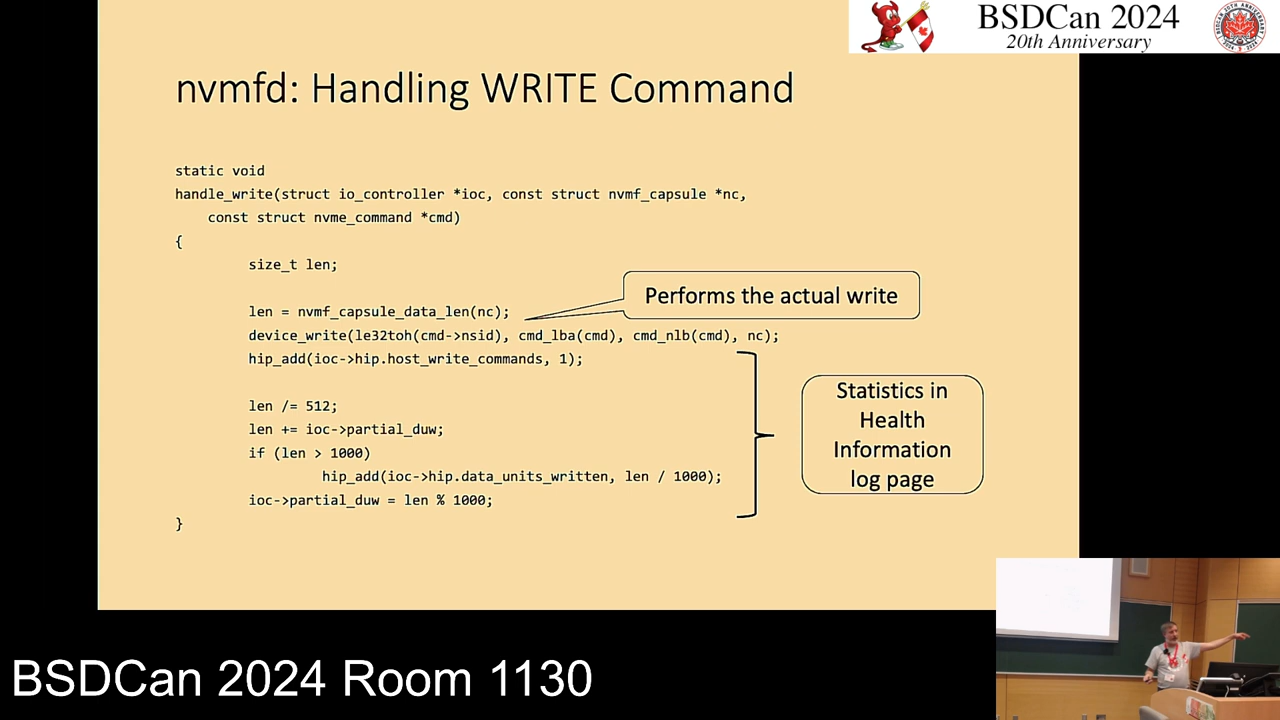 BSDCan 2024
20th Anniversary
nvmfd: Handling WRITE Command
static void
handle_write(struct io_controller *ioc, const struct nvmf_capsule *nc,
const struct nvme_command *cmd)
{
size_t len;
Performs the actual write
len = nvmf_capsule_data_len(nc);
device_write(le32toh(cmd->nsid), cmd_lba(cmd), cmd_nlb(cmd), nc);
hip_add(ioc->hip.host_write_commands, 1);
len /= 512;
len += ioc->partial_duw;
if (len > 1000)
hip_add(ioc->hip.data_units_written, len / 1000);
ioc->partial_duw = len % 1000;
}
Statistics in
Health
Information
log page
BSDCan 2024 Room 1130